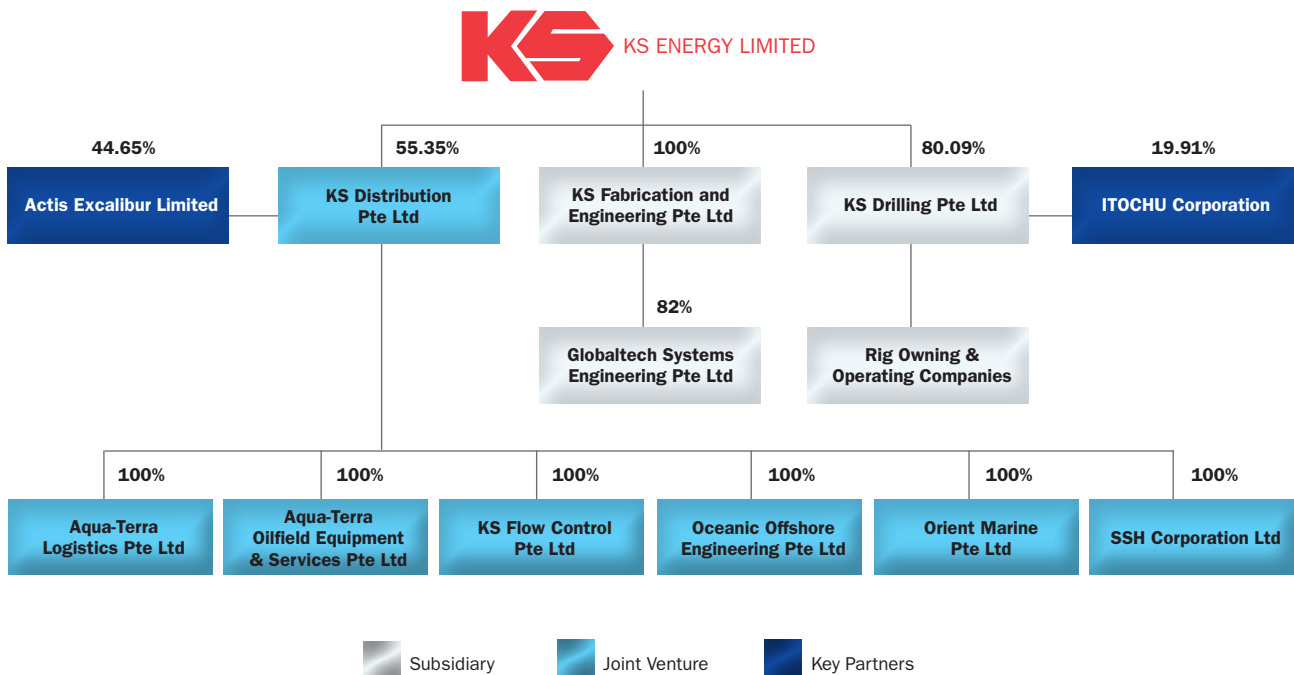 KS KS ENERGY LIMITED
44.65%
55.35%
100%
80.09%
19.91%
Actis Excalibur Limited
KS Distribution
Pte Ltd
KS Fabrication and
Engineering Pte Ltd
KS Drilling Pte Ltd
ITOCHU Corporation
82%
Globaltech Systems
Engineering Pte Ltd
Rig Owning &
Operating Companies
100%
100%
100%
100%
100%
100%
Aqua-Terra
Logistics Pte Ltd
Aqua-Terra
Oilfield Equipment
& Services Pte Ltd
KS Flow Control
Pte Ltd
Oceanic Offshore
Engineering Pte Ltd
Orient Marine
Pte Ltd
SSH Corporation Ltd
Subsidiary
Joint Venture
Key Partners